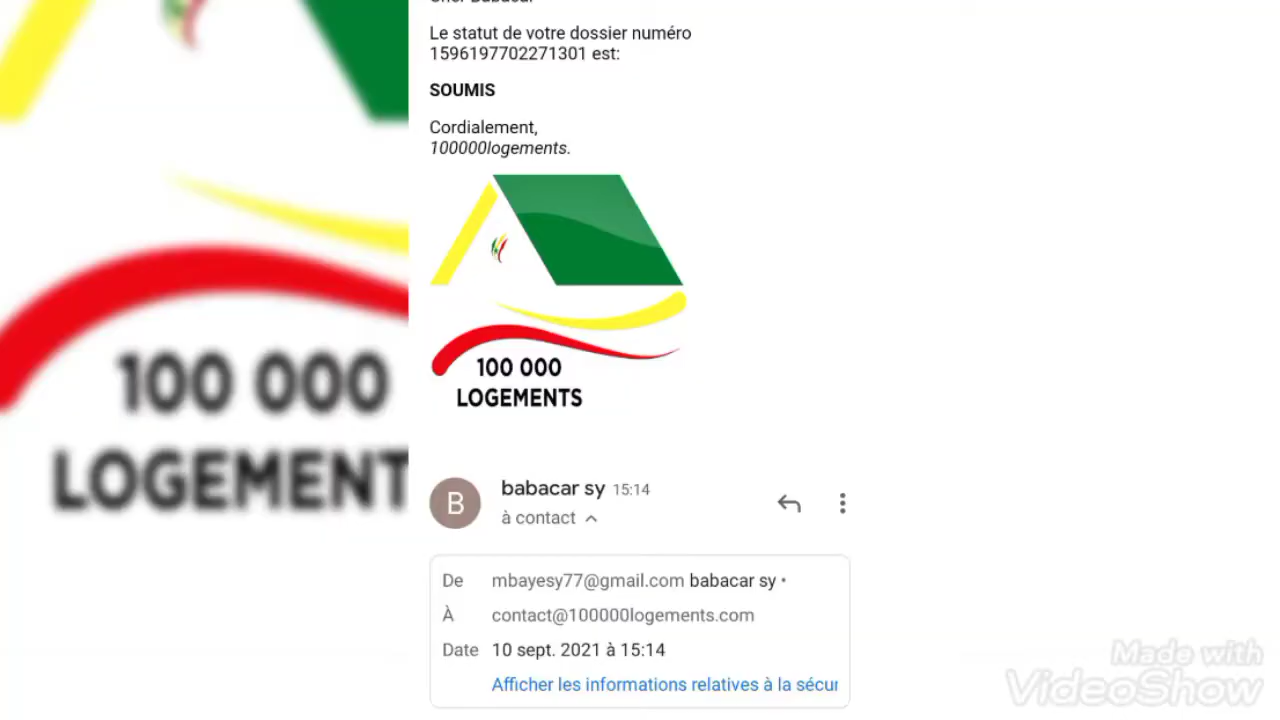 Cher Babacar
Le statut de votre dossier numéro
1596197702271301 est:
SOUMIS
Cordialement,
100000logements.
100 000
LOGEMENTS
100 000
LOGEMENT
babacar sy 15:14
à contact
B
De mbayesy77@gmail.com babacar sy •
À contact@100000logements.com
Date 10 sept. 2021 à 15:14
Afficher les informations relatives à la sécur
Made with
VideoShow